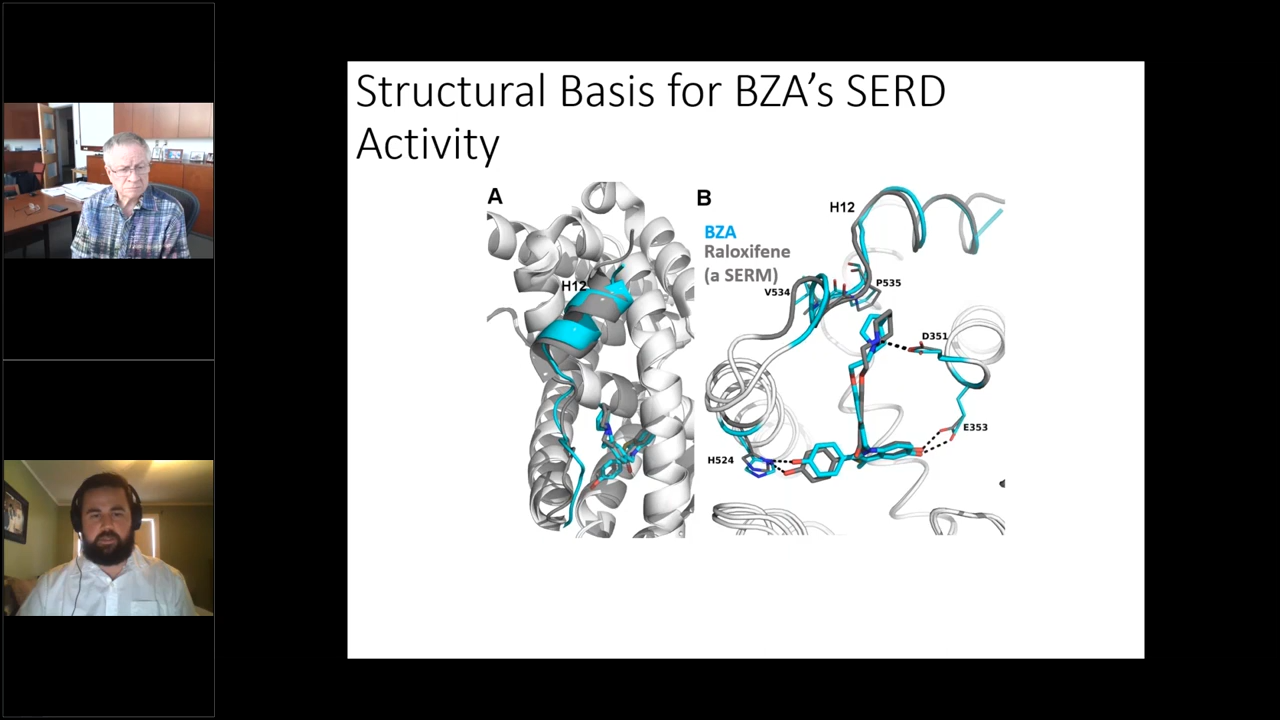 Structural Basis for BZA’s SERD
Activity
A
H12
B
BZA
Raloxifene
(a SERM)
H12
V534
P535
D351
E353
H524